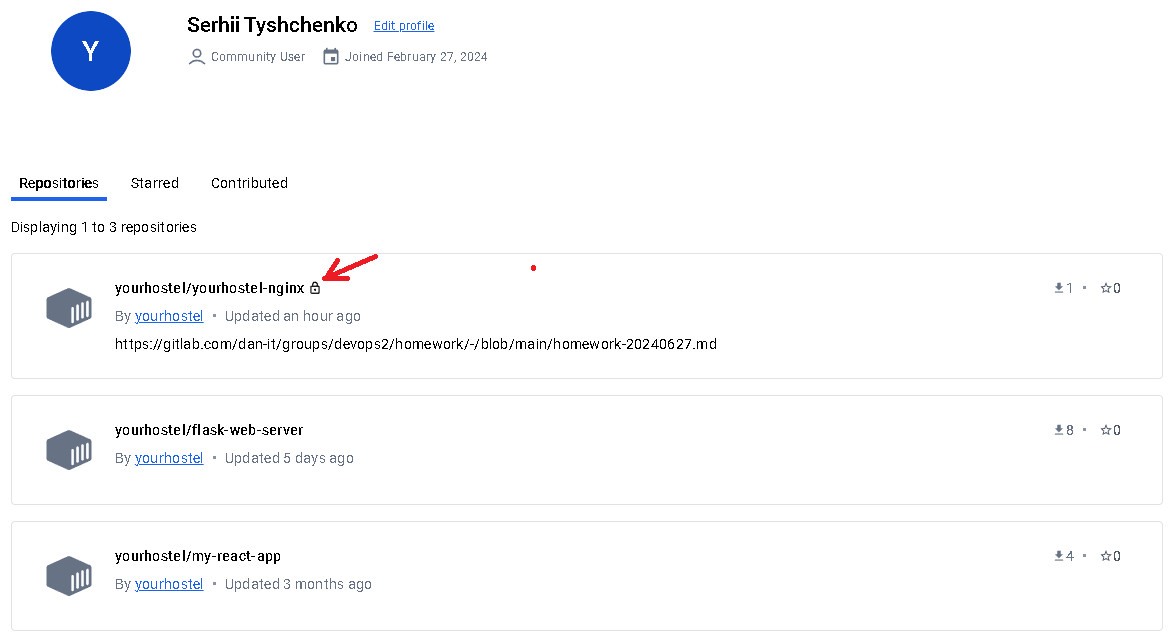 Y
Serhii Tyshchenko Edit profile
Community User Joined February 27, 2024
Repositories Starred Contributed
Displaying 1 to 3 repositories
yourhostel/yourhostel-nginx 1 • 0
By yourhostel • Updated an hour ago
https://gitlab.com/dan-it/groups/devops2/homework/-/blob/main/homework-20240627.md
yourhostel/flask-web-server 8 • 0
By yourhostel • Updated 5 days ago
yourhostel/my-react-app 4 • 0
By yourhostel • Updated 3 months ago